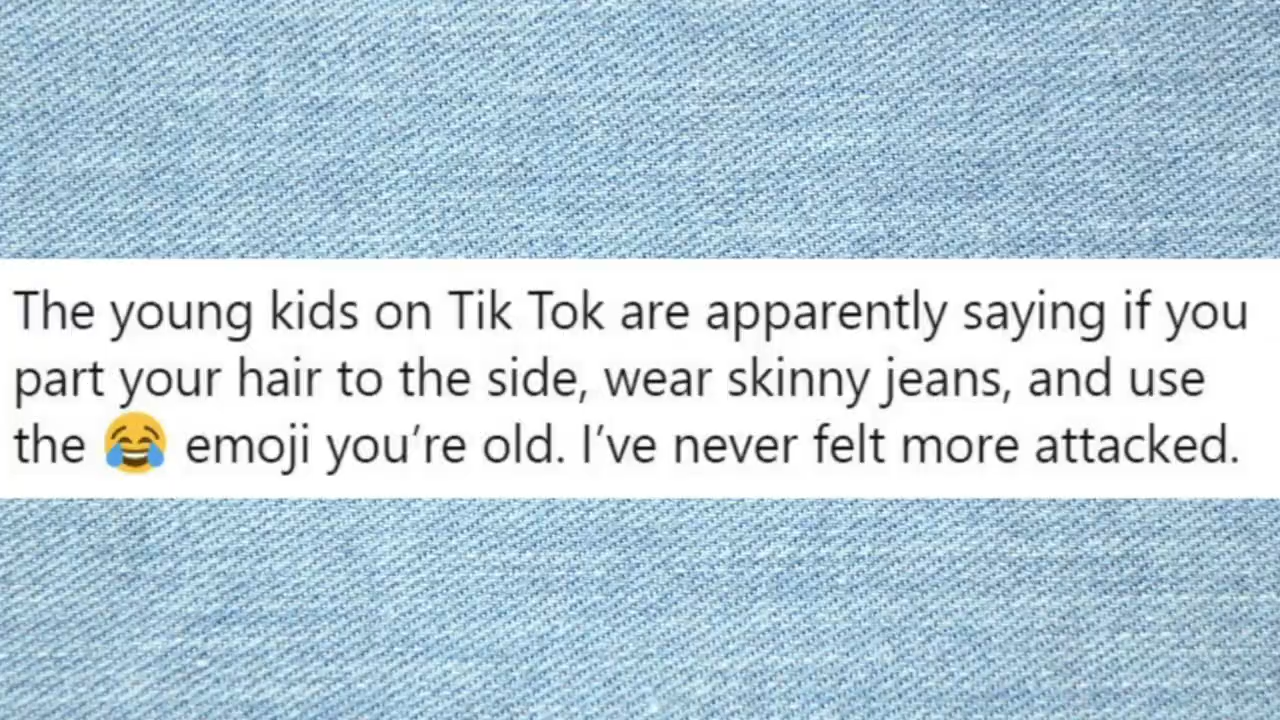 The young kids on Tik Tok are apparently saying if you
part your hair to the side, wear skinny jeans, and use
the 😂 emoji you’re old. I’ve never felt more attacked.